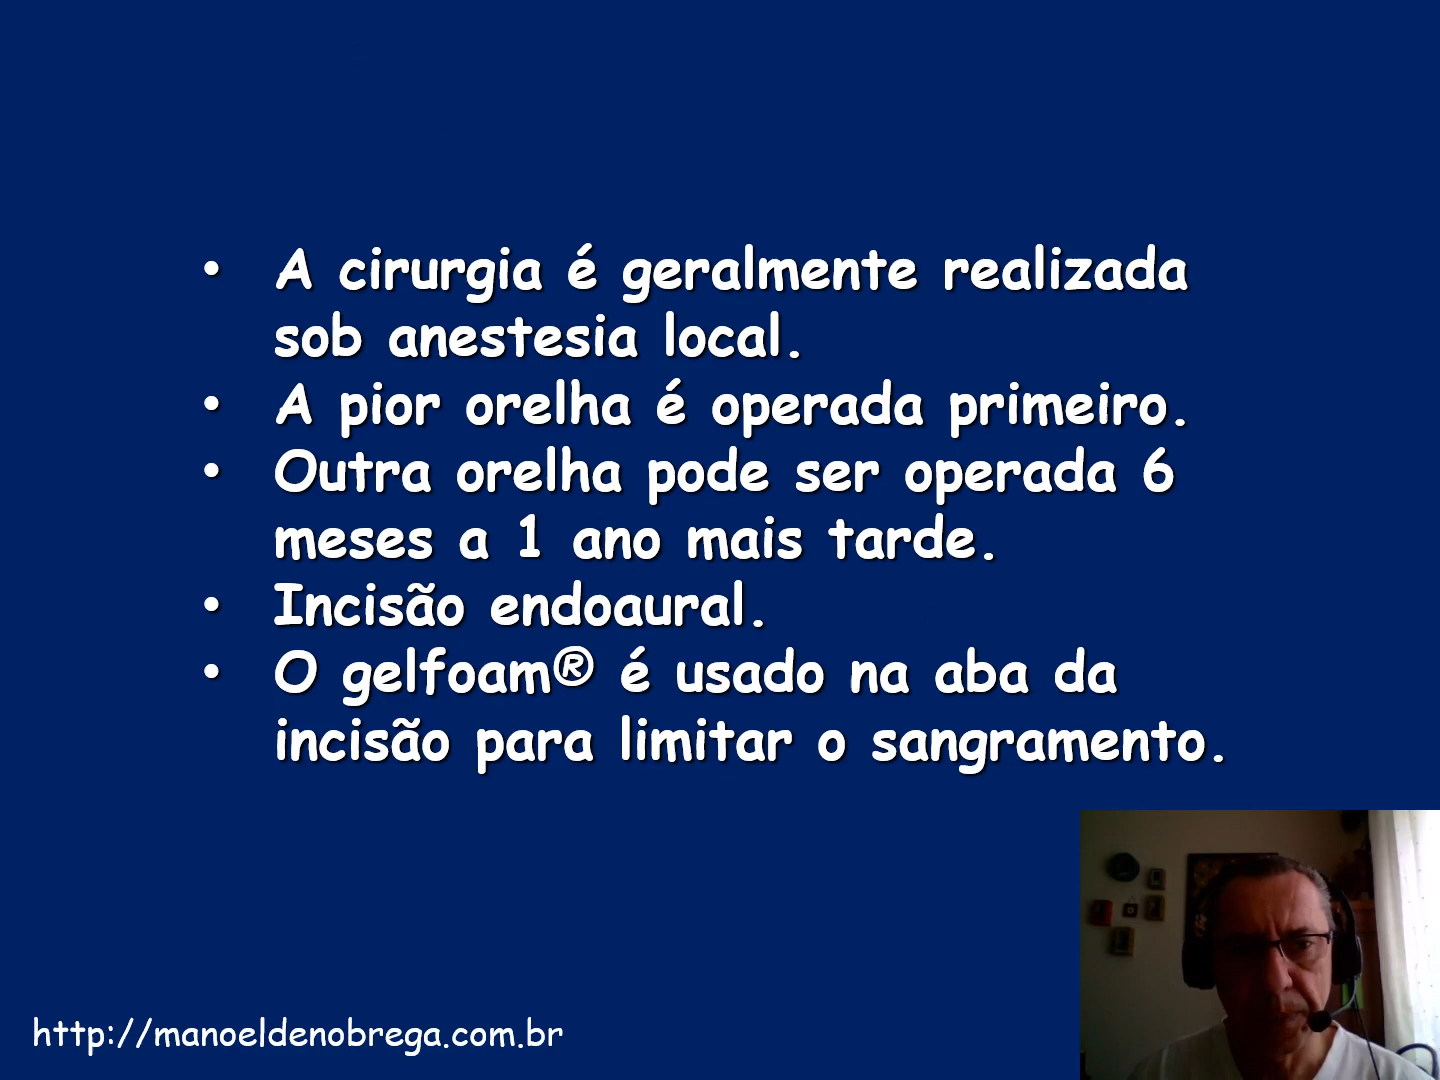 • A cirurgia é geralmente realizada
sob anestesia local.
• A pior orelha é operada primeiro.
• Outra orelha pode ser operada 6
meses a 1 ano mais tarde.
• Incisão endoaural.
• O gelfoam® é usado na aba da
incisão para limitar o sangramento.
http://manoeldenobrega.com.br